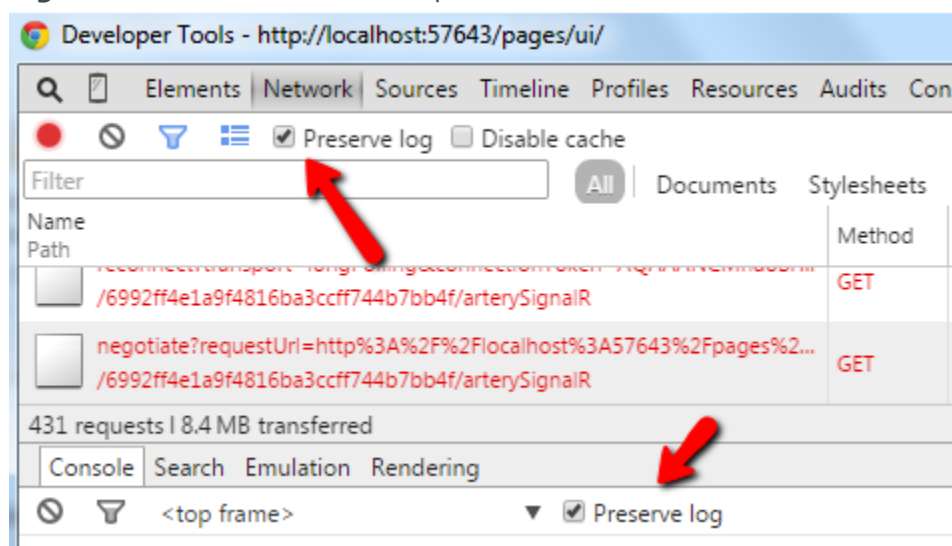 Developer Tools - http://localhost:57643/pages/ui/
Elements Network Sources Timeline Profiles Resources Audits Con
Preserve log Disable cache
Filter All Documents Stylesheets
Name
Path
Method
GET
/6992ff4e1a9f4816ba3ccff744b7bb4f/arterySignalR
negotiate?requestUrl=http%3A%2F%2Flocalhost%3A57643%2Fpages%2...
GET
/6992ff4e1a9f4816ba3ccff744b7bb4f/arterySignalR
431 requests | 8.4 MB transferred
Console Search Emulation Rendering
<top frame> ▼ Preserve log